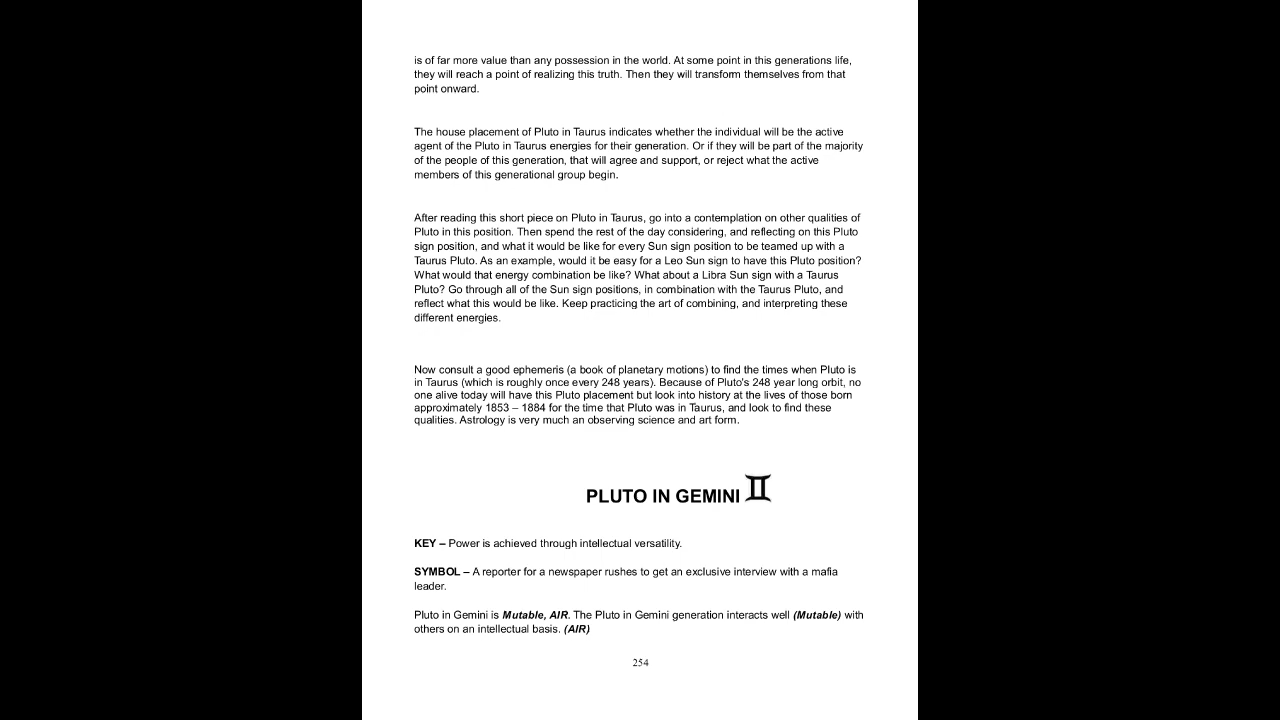 is of far more value than any possession in the world. At some point in this generations life,
they will reach a point of realizing this truth. Then they will transform themselves from that
point onward.
The house placement of Pluto in Taurus indicates whether the individual will be the active
agent of the Pluto in Taurus energies for their generation. Or if they will be part of the majority
of the people of this generation, that will agree and support, or reject what the active
members of this generational group begin.
After reading this short piece on Pluto in Taurus, go into a contemplation on other qualities of
Pluto in this position. Then spend the rest of the day considering, and reflecting on this Pluto
sign position, and what it would be like for every Sun sign position to be teamed up with a
Taurus Pluto. As an example, would it be easy for a Leo Sun sign to have this Pluto position?
What would that energy combination be like? What about a Libra Sun sign with a Taurus
Pluto? Go through all of the Sun sign positions, in combination with the Taurus Pluto, and
reflect what this would be like. Keep practicing the art of combining, and interpreting these
different energies.
Now consult a good ephemeris (a book of planetary motions) to find the times when Pluto is
in Taurus (which is roughly once every 248 years). Because of Pluto's 248 year long orbit, no
one alive today will have this Pluto placement but look into history at the lives of those born
approximately 1853 – 1884 for the time that Pluto was in Taurus, and look to find these
qualities. Astrology is very much an observing science and art form.
PLUTO IN GEMINI ♊
KEY – Power is achieved through intellectual versatility.
SYMBOL – A reporter for a newspaper rushes to get an exclusive interview with a mafia
leader.
Pluto in Gemini is Mutable, AIR. The Pluto in Gemini generation interacts well (Mutable) with
others on an intellectual basis. (AIR)
254